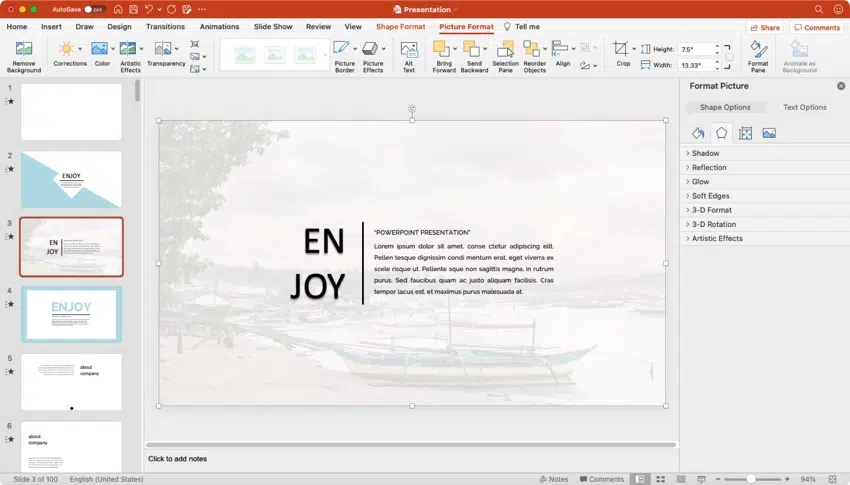 AutoSave OFF
Presentation
Home Insert Draw Design Transitions Animations Slide Show Review View Shape Format Picture Format Tell me
Share Comments
Remove Background
Corrections
Color
Artistic Effects
Transparency
Picture Border
Picture Effects
Alt Text
Bring Forward
Send Backward
Selection Pane
Reorder Objects
Align
Crop
Height: 7.5"
Width: 13.33"
Format Pane
Animate as Background
1
2
ENJOY
3
EN
JOY
4
ENJOY
5
about
company
6
about
company
EN
JOY
"POWERPOINT PRESENTATION"
Lorem ipsum dolor sit amet, conse ctetur adipiscing elit.
Pellen tesque dignissim condi mentum erat, eget viverra ex
scele risque ut. Pellente sque non sagittis magna, in rutrum
purus. Sed faucibus quam ac justo aliquam facilisis. Cras
tempor lacus est, et maximus purus malesuada at.
Format Picture
Shape Options Text Options
Shadow
Reflection
Glow
Soft Edges
3-D Format
3-D Rotation
Artistic Effects
Click to add notes
Slide 3 of 100 English (United States) Notes Comments 94%